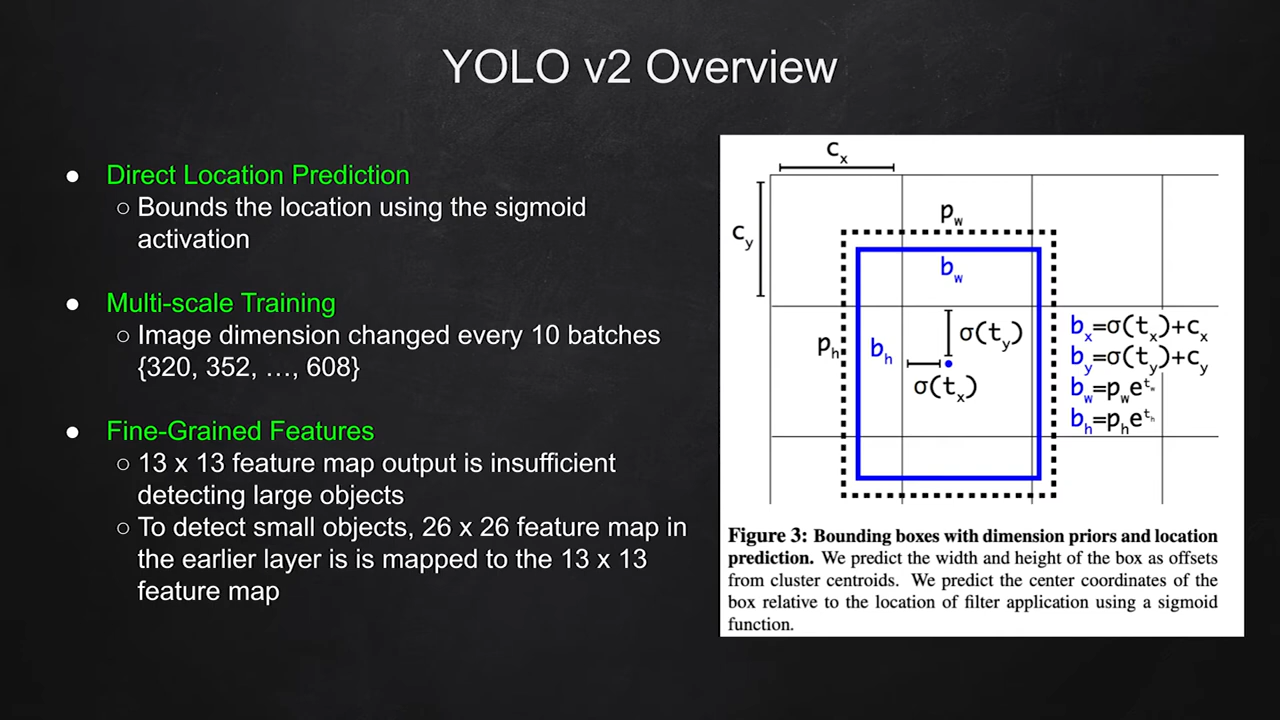 YOLO v2 Overview
● Direct Location Prediction
○ Bounds the location using the sigmoid
activation
● Multi-scale Training
○ Image dimension changed every 10 batches
{320, 352, …, 608}
● Fine-Grained Features
○ 13 x 13 feature map output is insufficient
detecting large objects
○ To detect small objects, 26 x 26 feature map in
the earlier layer is is mapped to the 13 x 13
feature map
cx
cy
pw
bw
ph
bh
σ(ty)
σ(tx)
bx=σ(tx)+cx
by=σ(ty)+cy
bw=pwe^tw
bh=phe^th
Figure 3: Bounding boxes with dimension priors and location
prediction. We predict the width and height of the box as offsets
from cluster centroids. We predict the center coordinates of the
box relative to the location of filter application using a sigmoid
function.